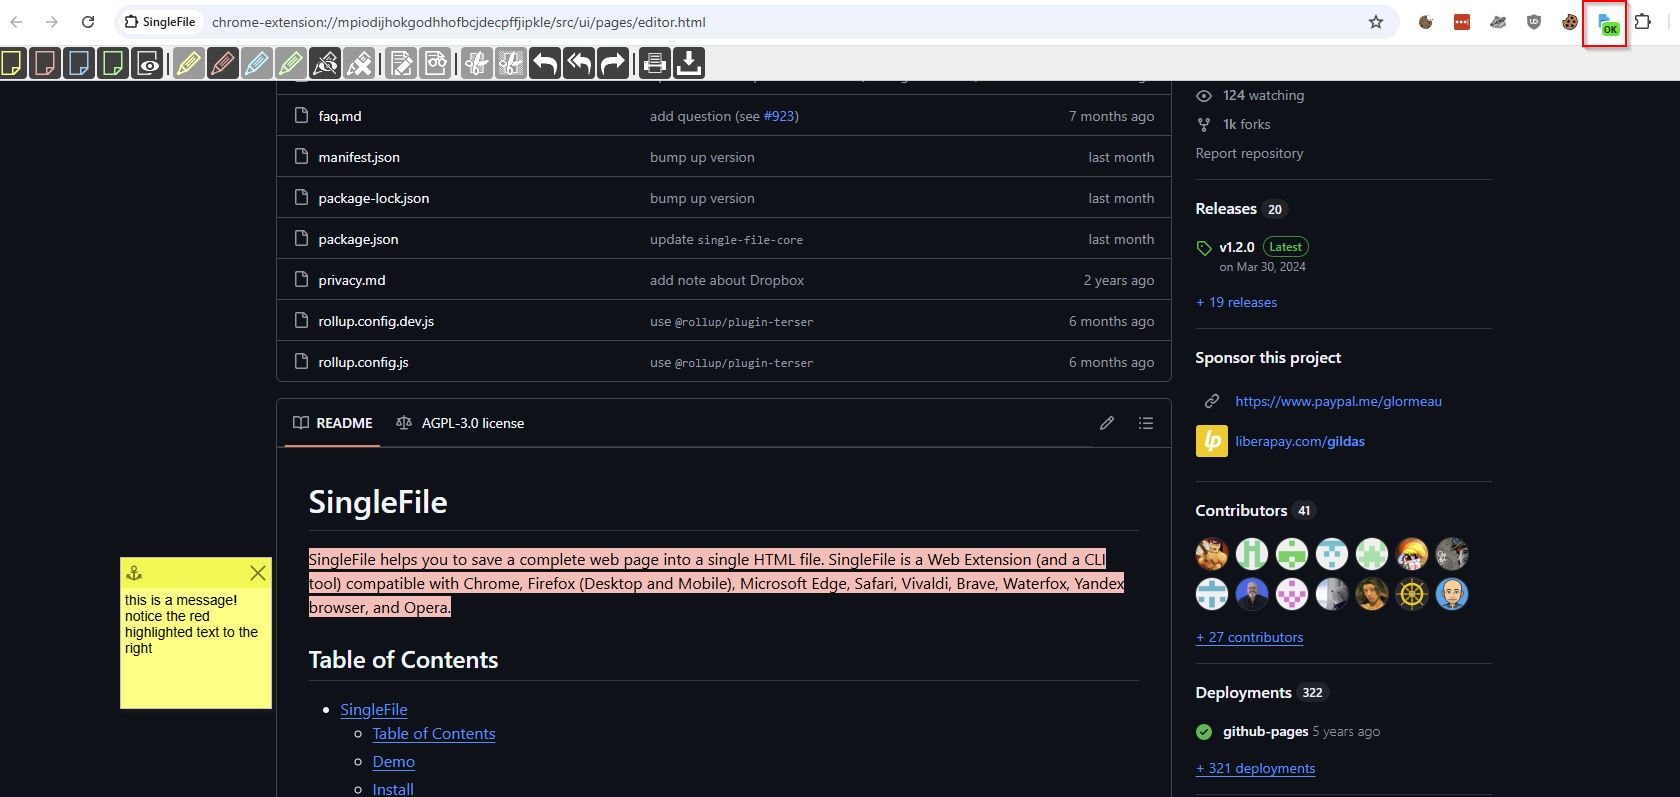 SingleFile
chrome-extension://mpiodijhokgodhhofbcjdecpffjipkle/src/ui/pages/editor.html
OK
faq.md add question (see #923) 7 months ago
manifest.json bump up version last month
package-lock.json bump up version last month
package.json update single-file-core last month
privacy.md add note about Dropbox 2 years ago
rollup.config.dev.js use @rollup/plugin-terser 6 months ago
rollup.config.js use @rollup/plugin-terser 6 months ago
README AGPL-3.0 license
SingleFile
SingleFile helps you to save a complete web page into a single HTML file. SingleFile is a Web Extension (and a CLI
tool) compatible with Chrome, Firefox (Desktop and Mobile), Microsoft Edge, Safari, Vivaldi, Brave, Waterfox, Yandex
browser, and Opera.
this is a message!
notice the red
highlighted text to the
right
Table of Contents
SingleFile
Table of Contents
Demo
Install
124 watching
1k forks
Report repository
Releases 20
v1.2.0 Latest
on Mar 30, 2024
+ 19 releases
Sponsor this project
https://www.paypal.me/glormeau
lp liberapay.com/gildas
Contributors 41
+ 27 contributors
Deployments 322
github-pages 5 years ago
+ 321 deployments